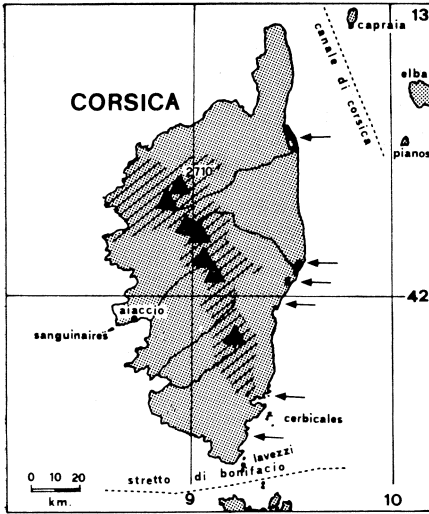 13
capraia
canale di corsica
elba
CORSICA
pianos
2710
42
aiaccio
sanguinaires
cerbicales
lavezzi
stretto di bonifacio
0 10 20
km.
9
10